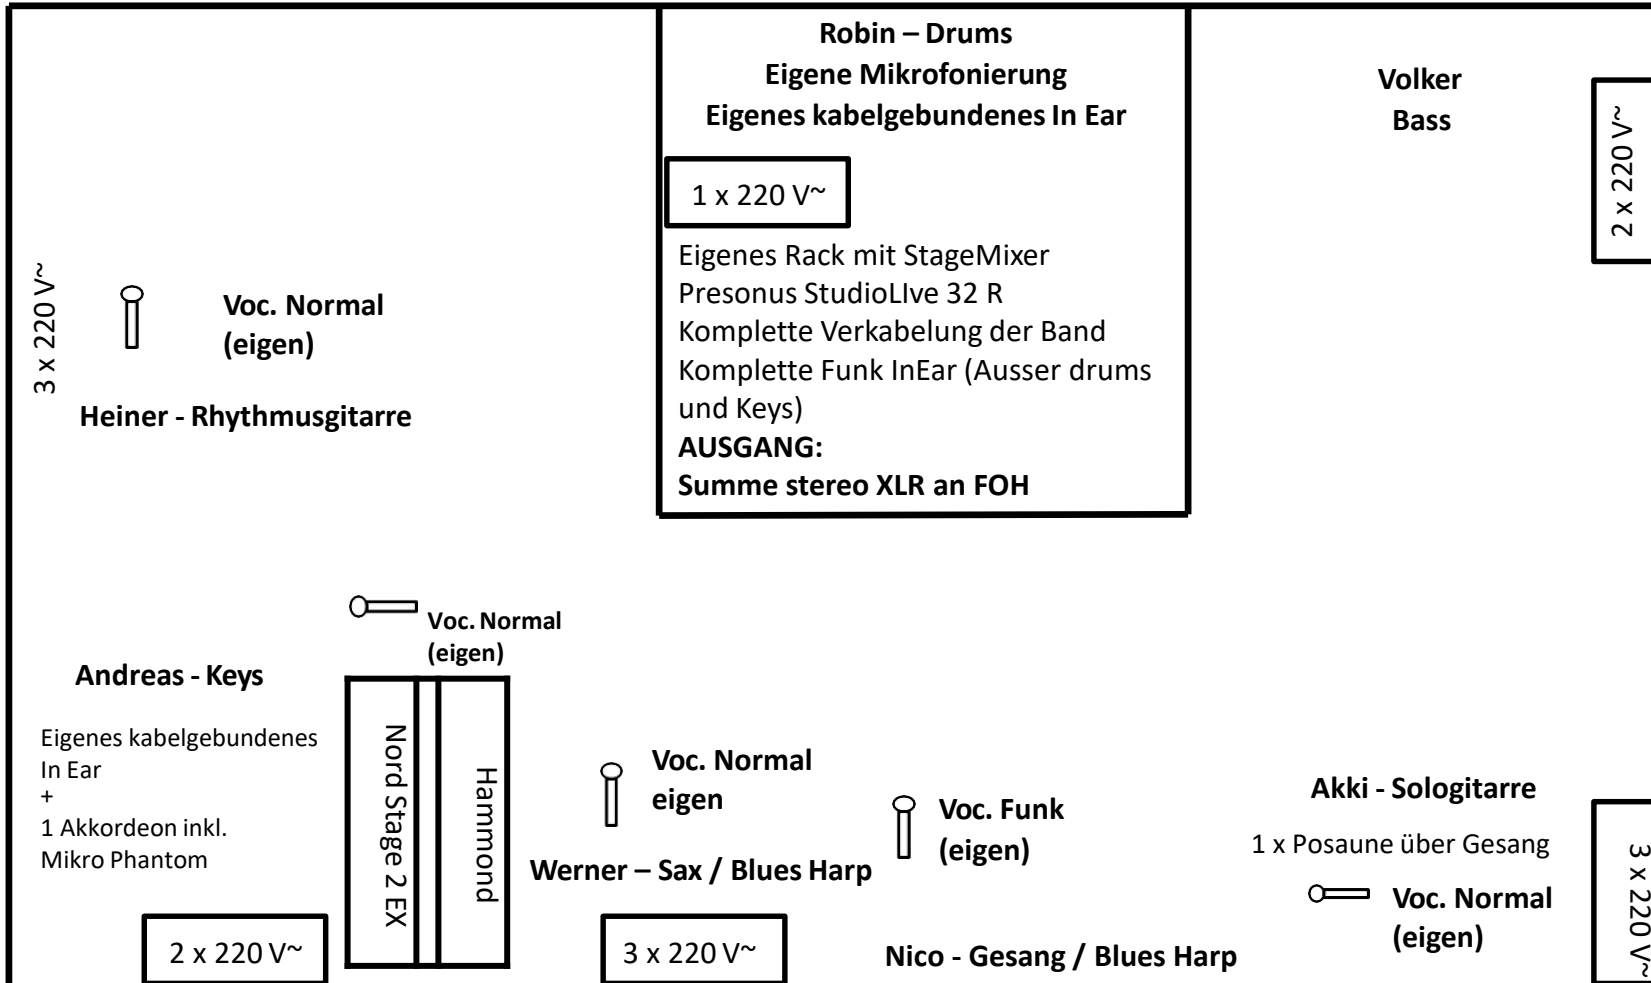 Robin – Drums
Eigene Mikrofonierung
Eigenes kabelgebundenes In Ear
1 x 220 V~
Eigenes Rack mit StageMixer
Presonus StudioLIve 32 R
Komplette Verkabelung der Band
Komplette Funk InEar (Ausser drums
und Keys)
AUSGANG:
Summe stereo XLR an FOH
Volker
Bass
2 x 220 V~
3 x 220 V~
Voc. Normal
(eigen)
Heiner - Rhythmusgitarre
Voc. Normal
(eigen)
Andreas - Keys
Eigenes kabelgebundenes
In Ear
+
1 Akkordeon inkl.
Mikro Phantom
2 x 220 V~
Nord Stage 2 EX
Hammond
Voc. Normal
eigen
Werner – Sax / Blues Harp
3 x 220 V~
Voc. Funk
(eigen)
Nico - Gesang / Blues Harp
Akki - Sologitarre
1 x Posaune über Gesang
Voc. Normal
(eigen)
3 x 220 V~